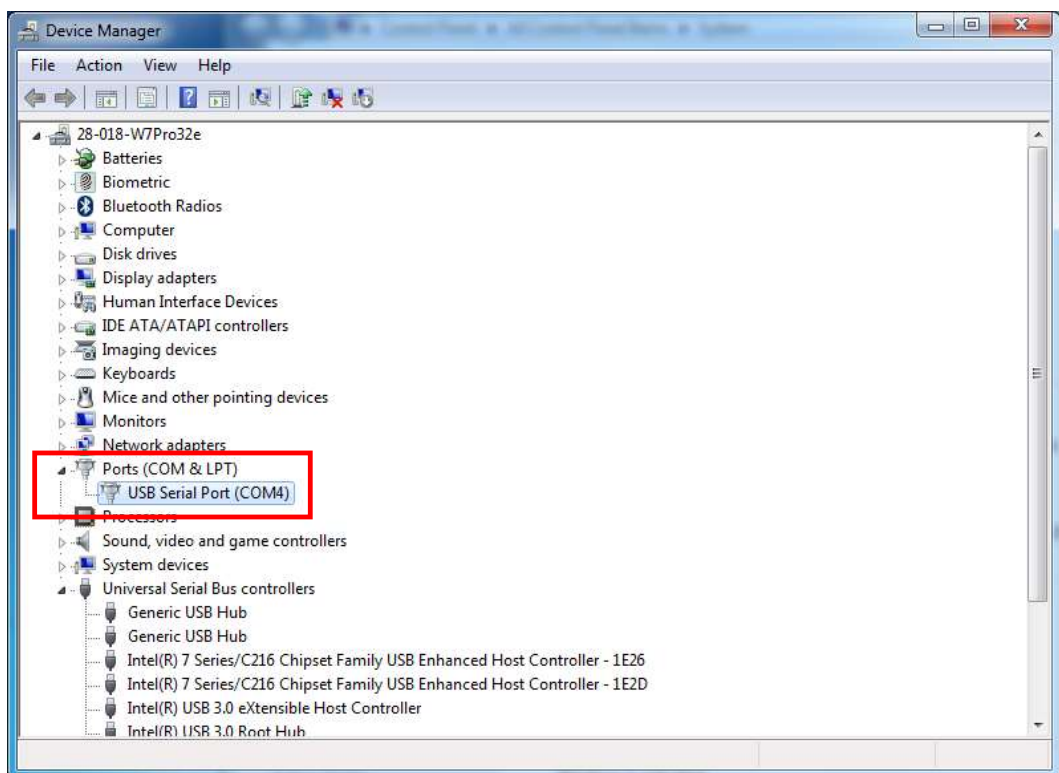 Device Manager
File Action View Help
28-018-W7Pro32e
Batteries
Biometric
Bluetooth Radios
Computer
Disk drives
Display adapters
Human Interface Devices
IDE ATA/ATAPI controllers
Imaging devices
Keyboards
Mice and other pointing devices
Monitors
Network adapters
Ports (COM & LPT)
USB Serial Port (COM4)
Processors
Sound, video and game controllers
System devices
Universal Serial Bus controllers
Generic USB Hub
Generic USB Hub
Intel(R) 7 Series/C216 Chipset Family USB Enhanced Host Controller - 1E26
Intel(R) 7 Series/C216 Chipset Family USB Enhanced Host Controller - 1E2D
Intel(R) USB 3.0 eXtensible Host Controller
Intel(R) USB 3.0 Root Hub